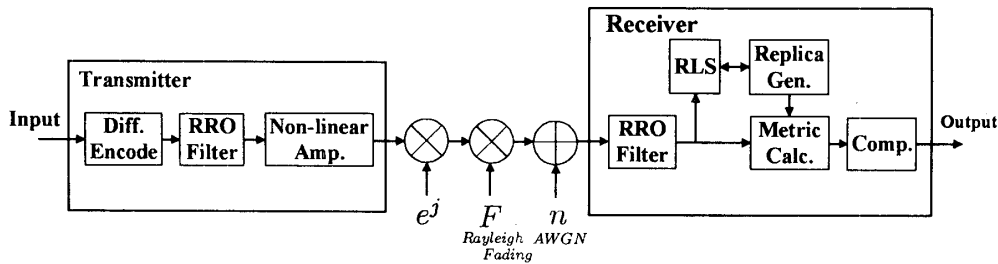 Transmitter
Input
Diff.
Encode
RRO
Filter
Non-linear
Amp.
e^j
F
Rayleigh
Fading
n
AWGN
Receiver
RRO
Filter
RLS
Replica
Gen.
Metric
Calc.
Comp.
Output